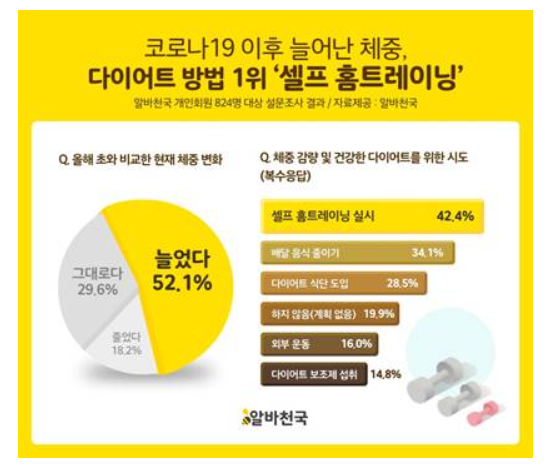 코로나19 이후 늘어난 체중,
다이어트 방법 1위 '셀프 홈트레이닝'
알바천국 개인회원 824명 대상 설문조사 결과 / 자료제공 : 알바천국
Q. 올해 초와 비교한 현재 체중 변화
늘었다
52.1%
그대로다
29.6%
줄었다
18.2%
Q. 체중 감량 및 건강한 다이어트를 위한 시도
(복수응답)
셀프 홈트레이닝 실시 42.4%
배달 음식 줄이기 34.1%
다이어트 식단 도입 28.5%
하지 않음(계획 없음) 19.9%
외부 운동 16.0%
다이어트 보조제 섭취 14.8%
알바천국